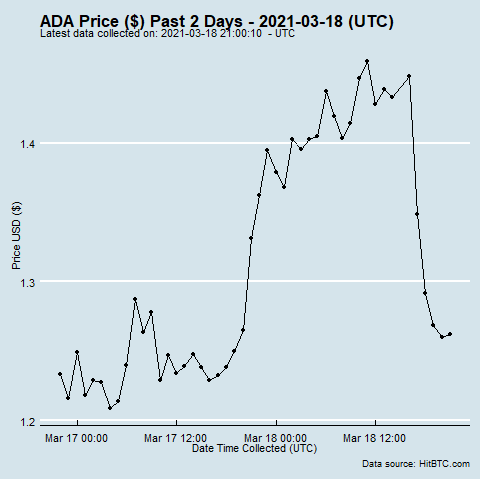 ADA Price ($) Past 2 Days - 2021-03-18 (UTC)
Latest data collected on: 2021-03-18 21:00:10 - UTC
Price USD ($)
1.4
1.3
1.2
Mar 17 00:00 Mar 17 12:00 Mar 18 00:00 Mar 18 12:00
Date Time Collected (UTC)
Data source: HitBTC.com